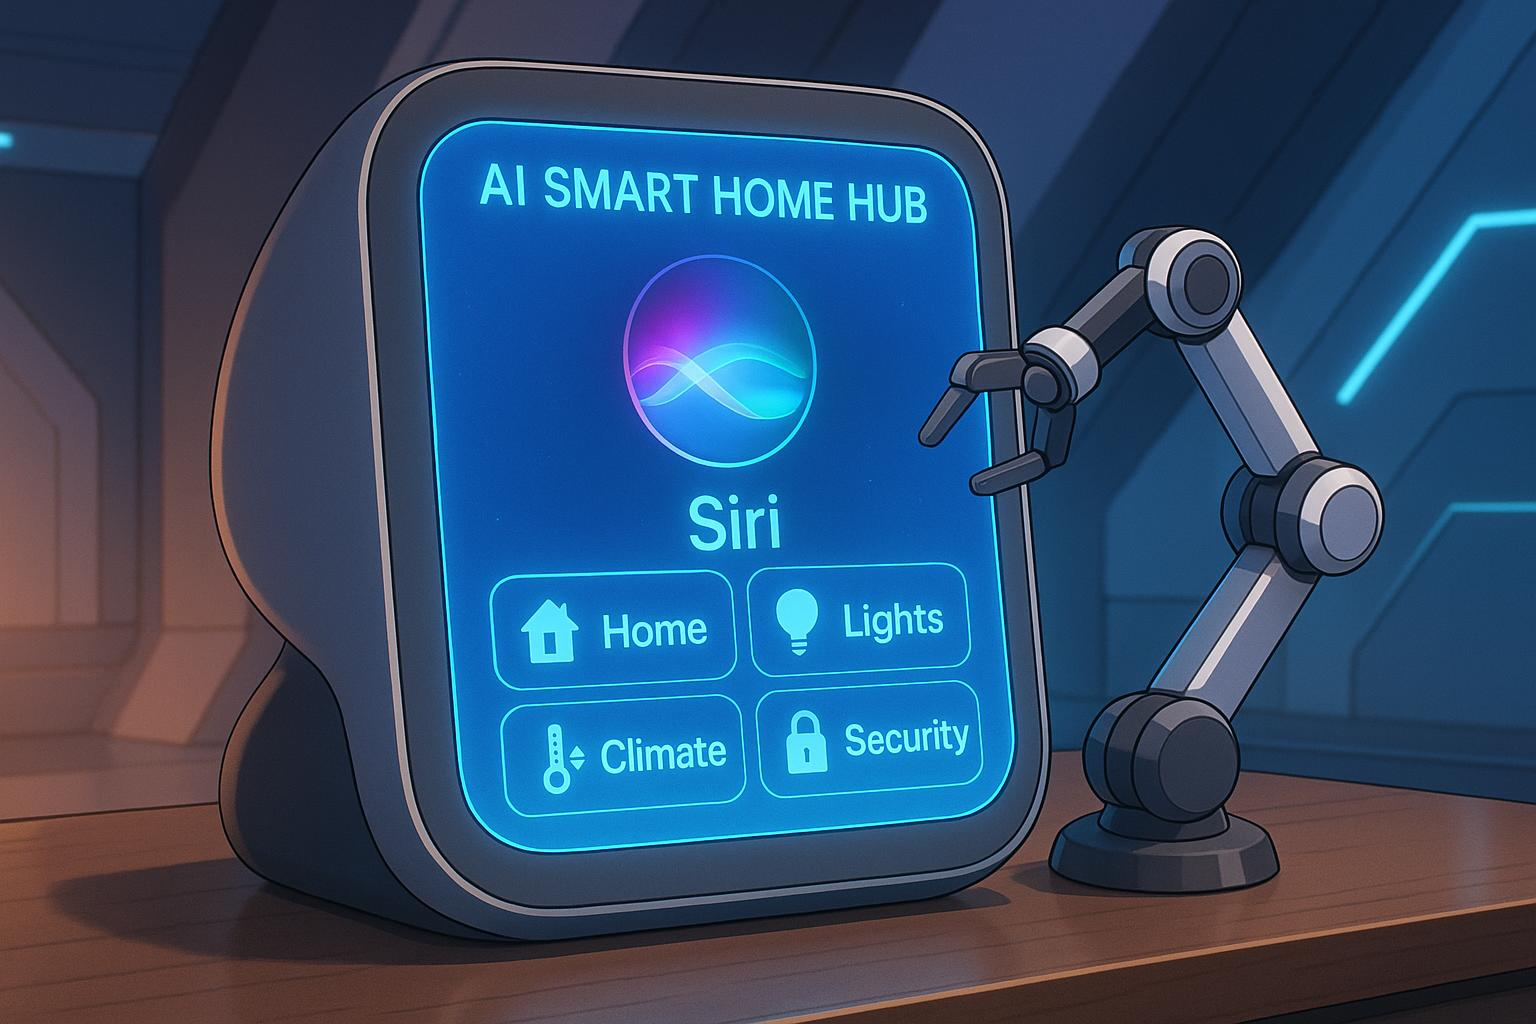 AI SMART HOME HUB
Siri
Home
Lights
Climate
Security